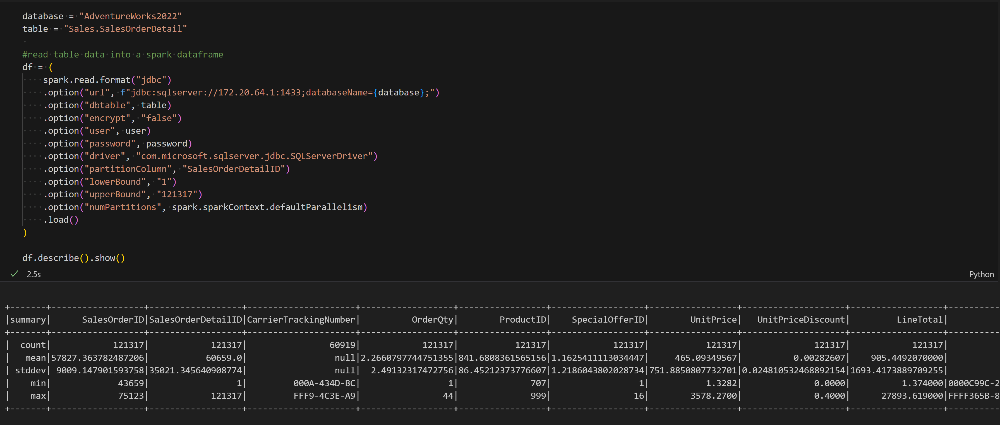 database = "AdventureWorks2022"
table = "Sales.SalesOrderDetail"
#read table data into a spark dataframe
df = (
    spark.read.format("jdbc")
    .option("url", f"jdbc:sqlserver://172.20.64.1:1433;databaseName={database};")
    .option("dbtable", table)
    .option("encrypt", "false")
    .option("user", user)
    .option("password", password)
    .option("driver", "com.microsoft.sqlserver.jdbc.SQLServerDriver")
    .option("partitionColumn", "SalesOrderDetailID")
    .option("lowerBound", "1")
    .option("upperBound", "121317")
    .option("numPartitions", spark.sparkContext.defaultParallelism)
    .load()
)
df.describe().show()
2.5s Python
+-------+------------------+------------------+---------------------+------------------+-----------------+------------------+-----------------+--------------------+------------------+----------
|summary|      SalesOrderID|SalesOrderDetailID|CarrierTrackingNumber|          OrderQty|        ProductID|    SpecialOfferID|        UnitPrice|   UnitPriceDiscount|         LineTotal|
+-------+------------------+------------------+---------------------+------------------+-----------------+------------------+-----------------+--------------------+------------------+----------
|  count|            121317|            121317|                60919|            121317|           121317|            121317|           121317|              121317|            121317|
|   mean|57827.363782487206|           60659.0|                 null|2.2660797744751355|841.6808361565156|1.1625411113034447|     465.09349567|          0.00282607|    905.4492070000|
| stddev| 9009.147901593758|35021.345640908774|                 null|  2.49132317472756|86.45212373776607|1.2186043802028734|751.8850807732701|0.024810532468892154|1693.4173889709255|
|    min|             43659|                 1|         000A-434D-BC|                 1|              707|                 1|           1.3282|              0.0000|          1.374000|0000C99C-2
|    max|             75123|            121317|         FFF9-4C3E-A9|                44|              999|                16|        3578.2700|              0.4000|      27893.619000|FFFF365B-8
+-------+------------------+------------------+---------------------+------------------+-----------------+------------------+-----------------+--------------------+------------------+----------